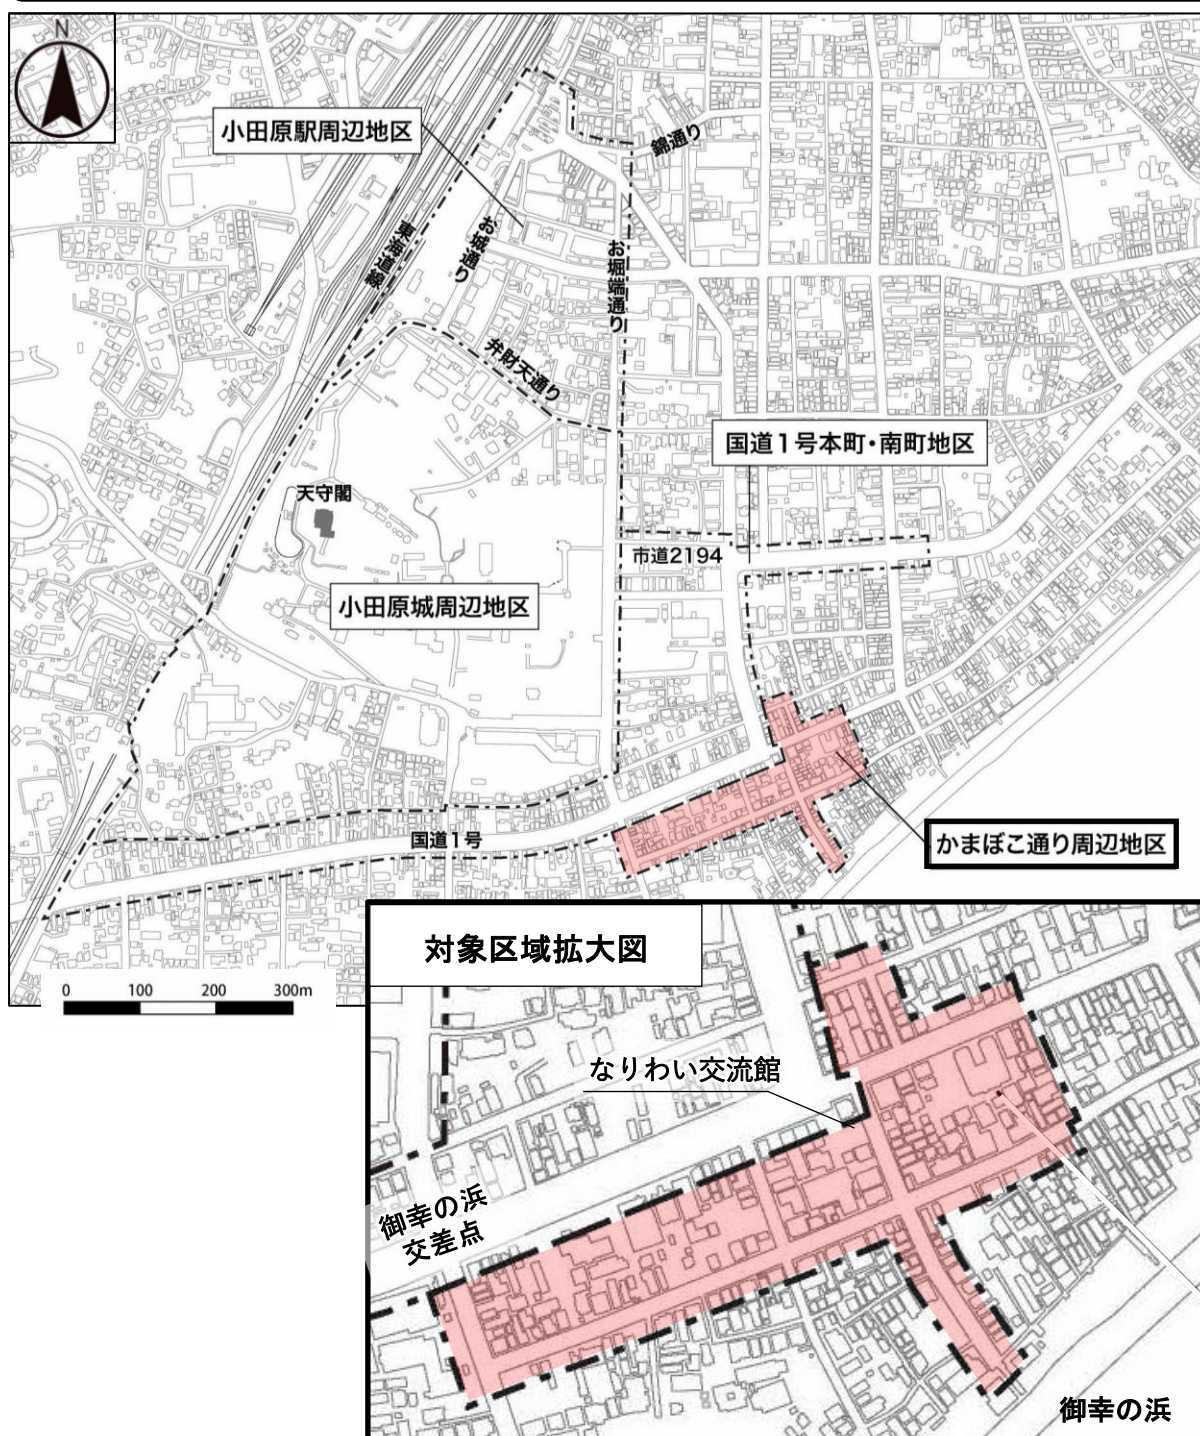 N
小田原駅周辺地区
錦通り
東海道線
お城通り
お堀端通り
弁財天通り
国道1号本町・南町地区
天守閣
市道2194
小田原城周辺地区
国道1号
かまぼこ通り周辺地区
0 100 200 300m
対象区域拡大図
なりわい交流館
御幸の浜
交差点
御幸の浜